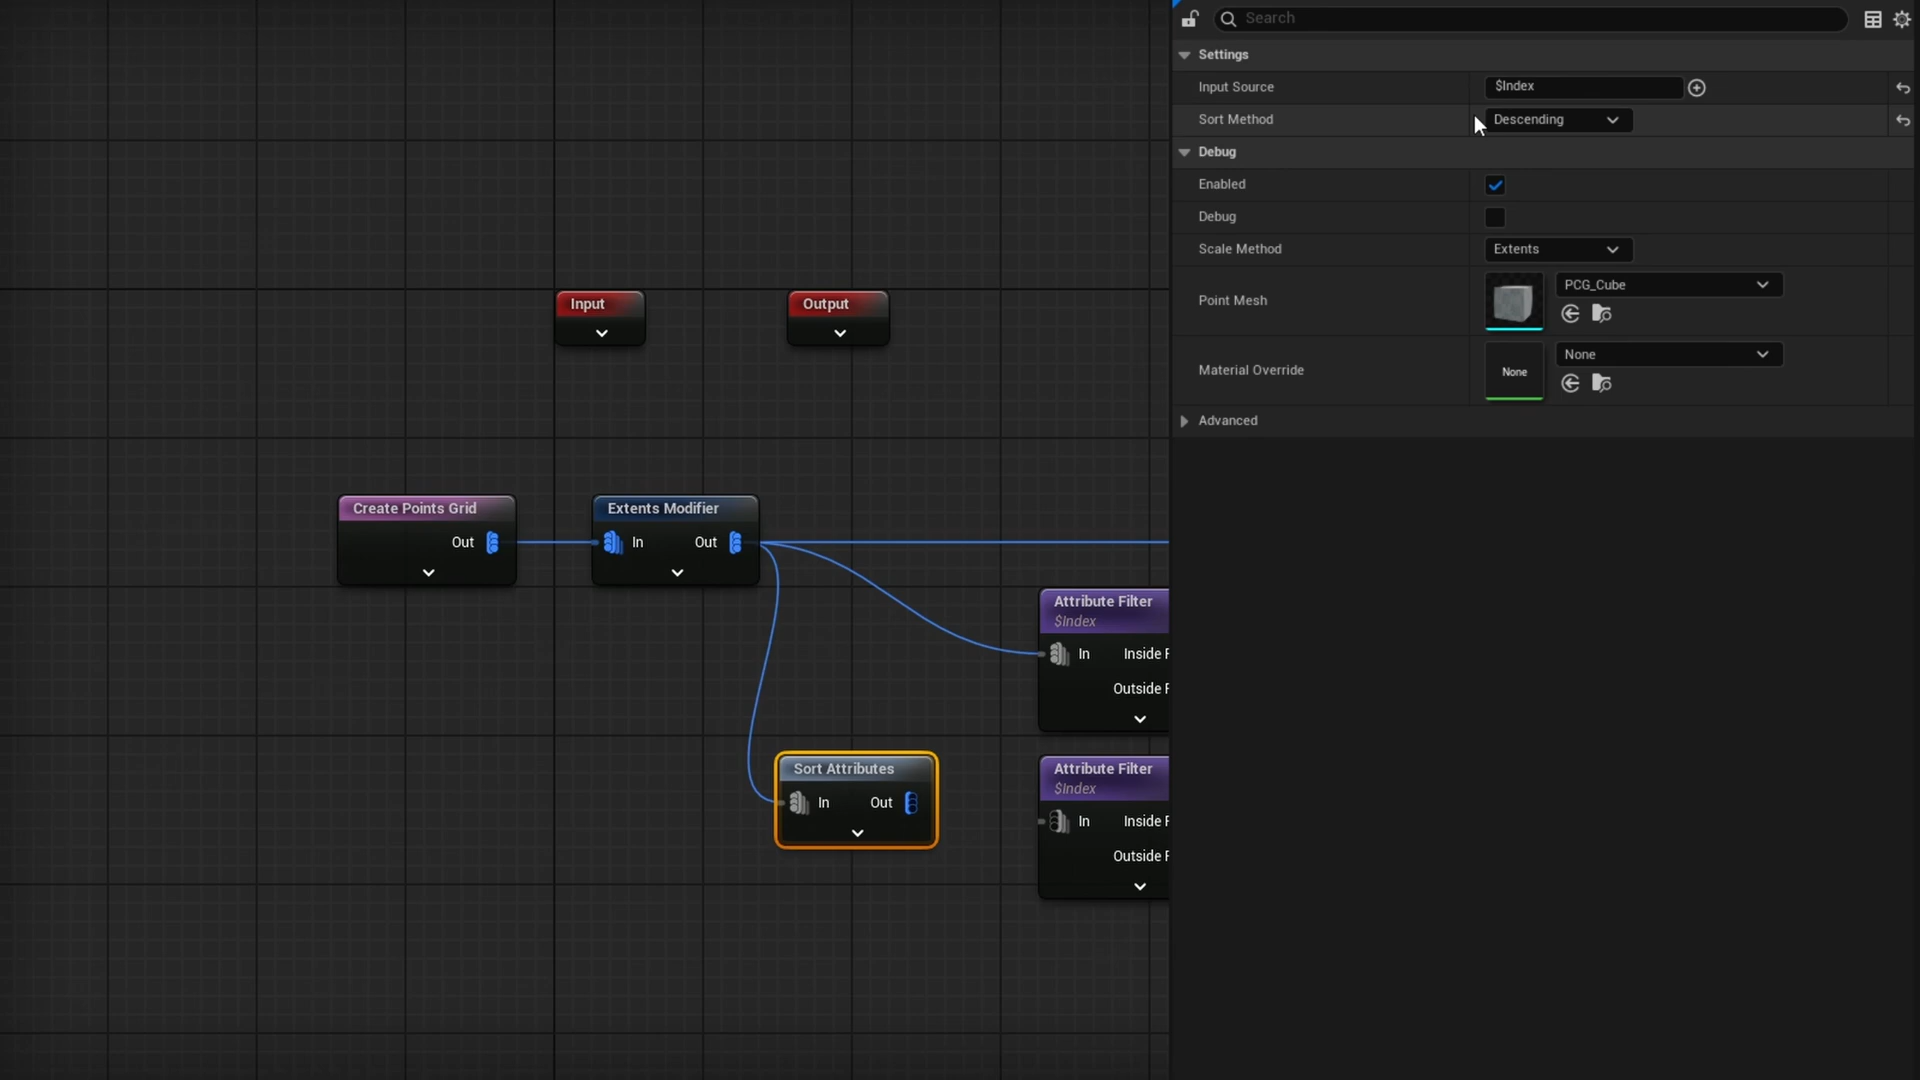 Search
Settings
Input Source
$Index
Sort Method
Descending
Debug
Enabled
Debug
Scale Method
Extents
Point Mesh
PCG_Cube
Material Override
None
None
Advanced
Input
Output
Create Points Grid
Out
Extents Modifier
In Out
Attribute Filter
$Index
In Inside F
Outside F
Sort Attributes
In Out
Attribute Filter
$Index
In Inside F
Outside F